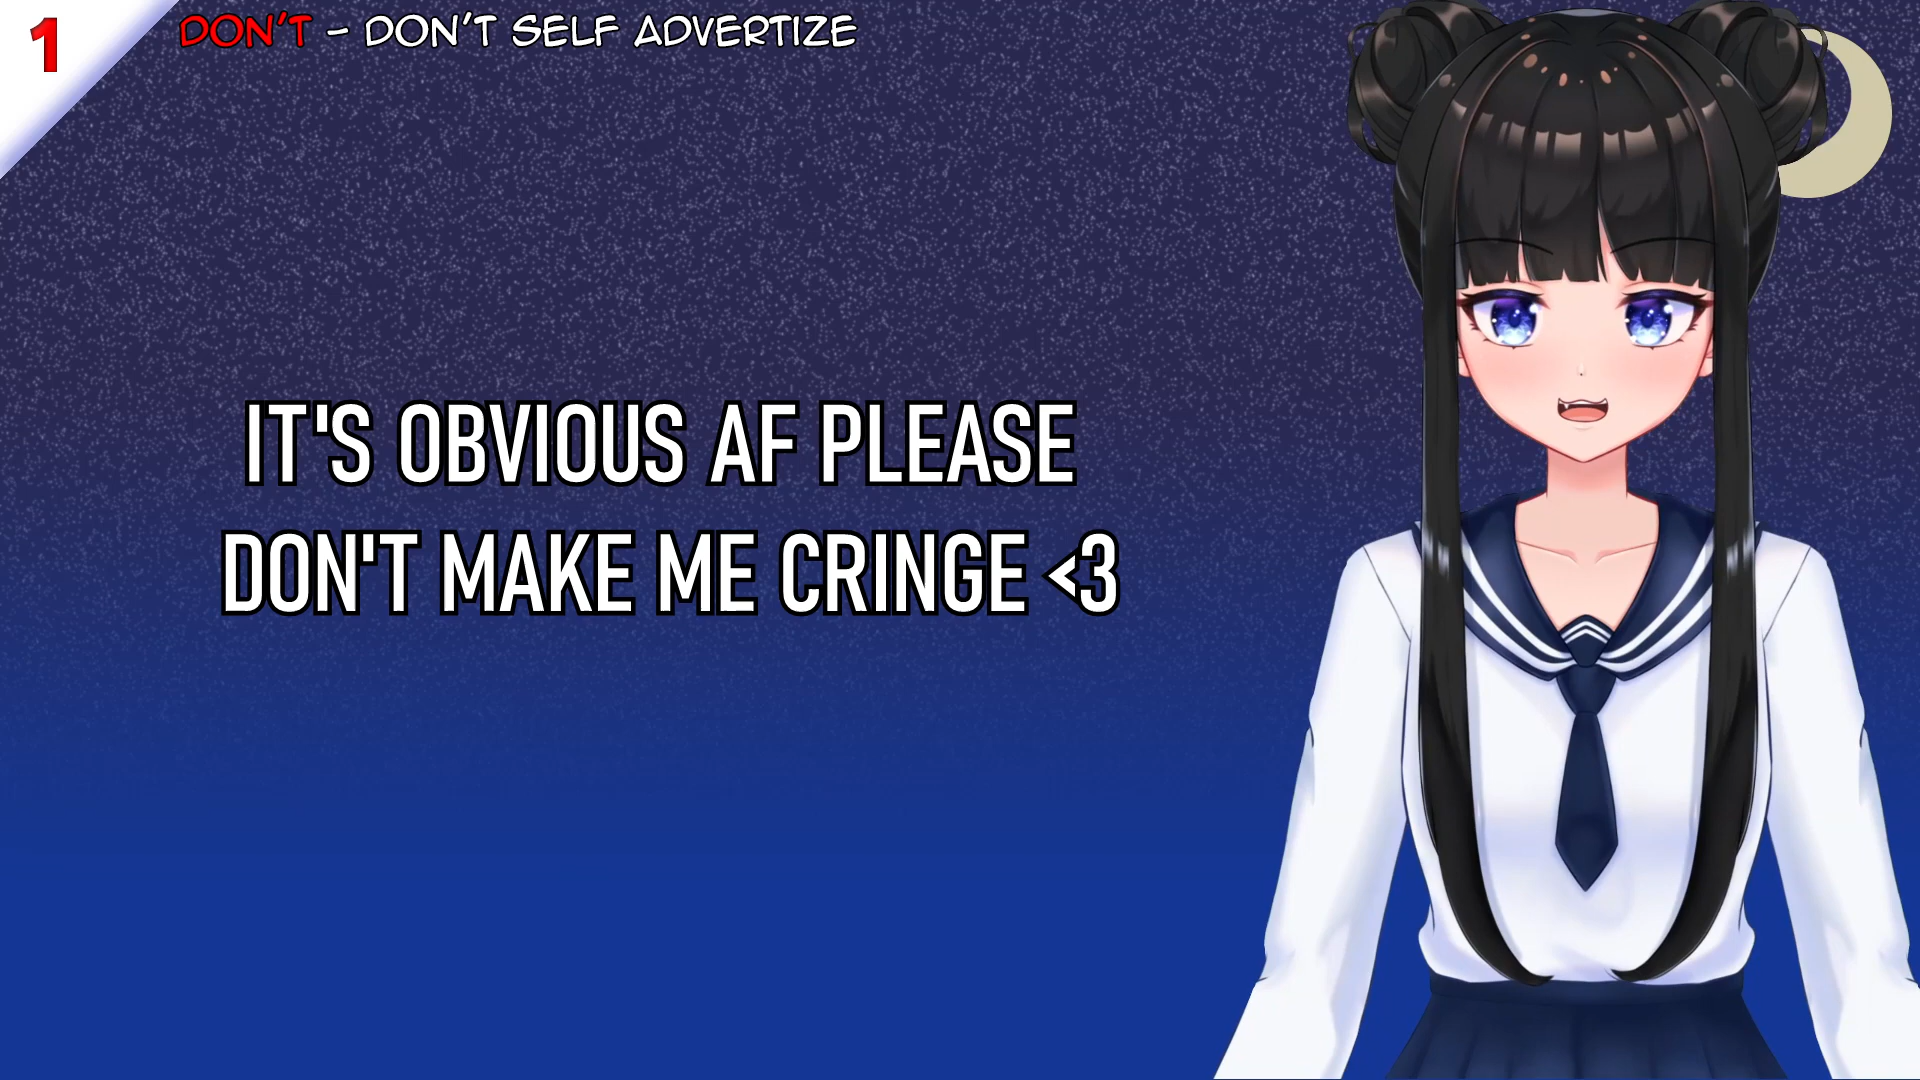 1
DON'T - DON'T SELF ADVERTIZE
IT'S OBVIOUS AF PLEASE
DON'T MAKE ME CRINGE <3